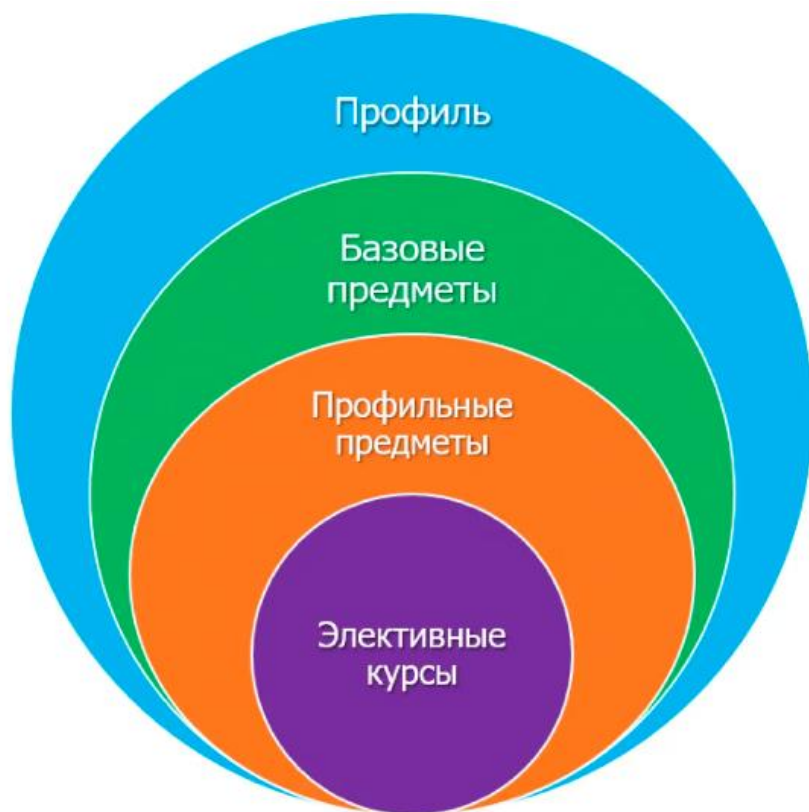 Профиль
Базовые
предметы
Профильные
предметы
Элективные
курсы